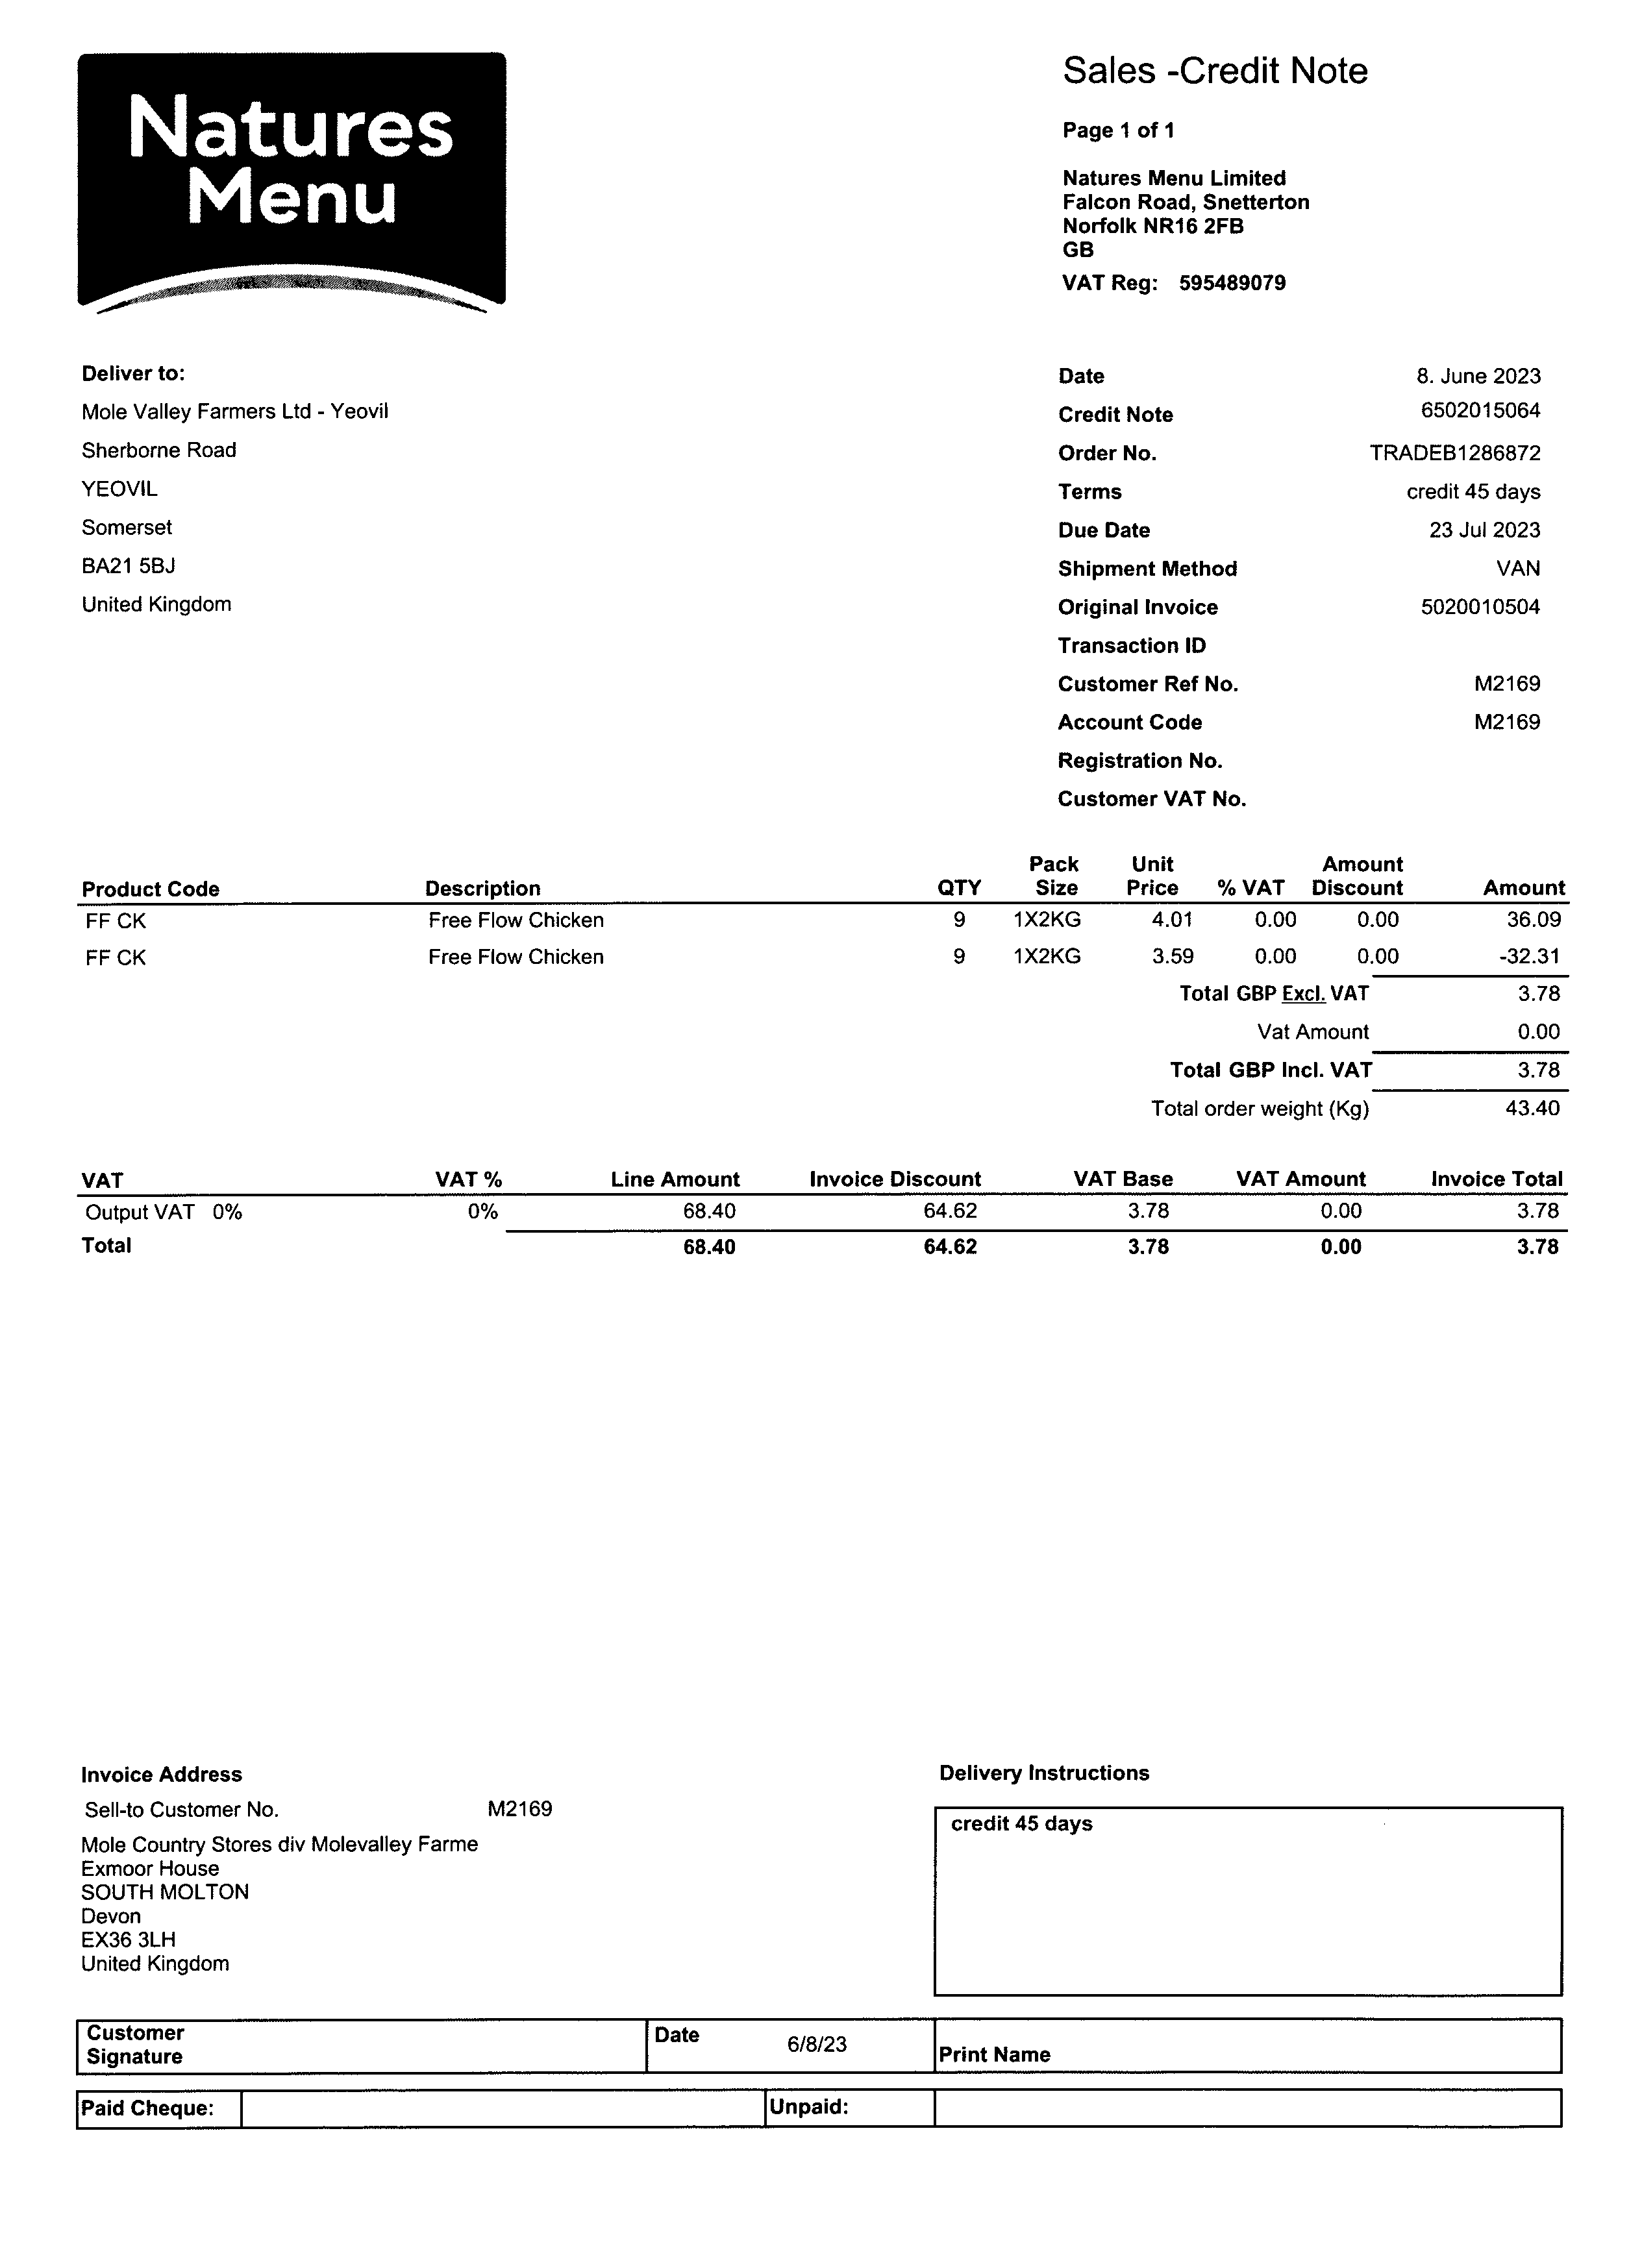 Natures
Menu
Sales -Credit Note
Page 1 of 1
Natures Menu Limited
Falcon Road, Snetterton
Norfolk NR16 2FB
GB
VAT Reg: 595489079
Deliver to:
Mole Valley Farmers Ltd - Yeovil
Sherborne Road
YEOVIL
Somerset
BA21 5BJ
United Kingdom
Date 8. June 2023
Credit Note 6502015064
Order No. TRADEB1286872
Terms credit 45 days
Due Date 23 Jul 2023
Shipment Method VAN
Original Invoice 5020010504
Transaction ID
Customer Ref No. M2169
Account Code M2169
Registration No.
Customer VAT No.
Product Code Description QTY Pack Size Unit Price % VAT Amount Discount Amount
FF CK Free Flow Chicken 9 1X2KG 4.01 0.00 0.00 36.09
FF CK Free Flow Chicken 9 1X2KG 3.59 0.00 0.00 -32.31
Total GBP Excl. VAT 3.78
Vat Amount 0.00
Total GBP Incl. VAT 3.78
Total order weight (Kg) 43.40
VAT VAT % Line Amount Invoice Discount VAT Base VAT Amount Invoice Total
Output VAT 0% 0% 68.40 64.62 3.78 0.00 3.78
Total 68.40 64.62 3.78 0.00 3.78
Invoice Address
Sell-to Customer No. M2169
Mole Country Stores div Molevalley Farme
Exmoor House
SOUTH MOLTON
Devon
EX36 3LH
United Kingdom
Delivery Instructions
credit 45 days
Customer
Signature
Date 6/8/23
Print Name
Paid Cheque:
Unpaid: